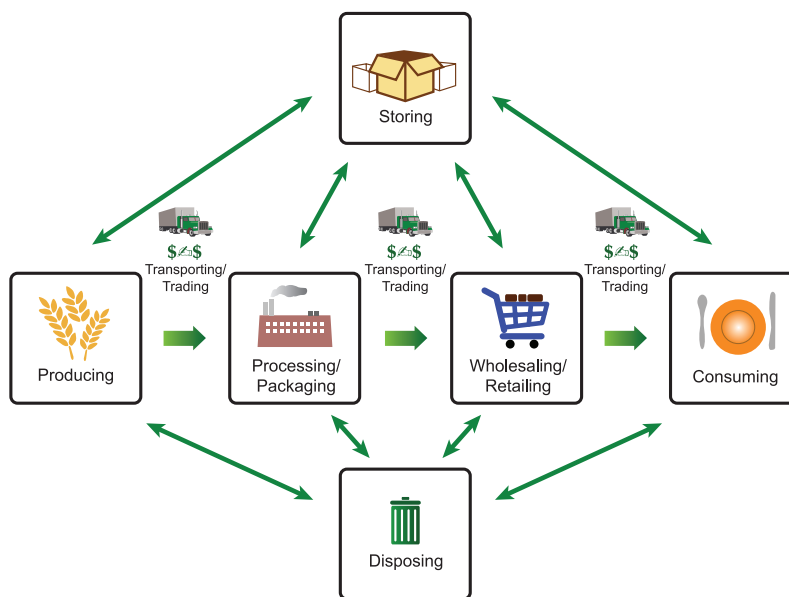 Storing
$✍$
Transporting/
Trading
$✍$
Transporting/
Trading
$✍$
Transporting/
Trading
Producing
Processing/
Packaging
Wholesaling/
Retailing
Consuming
Disposing